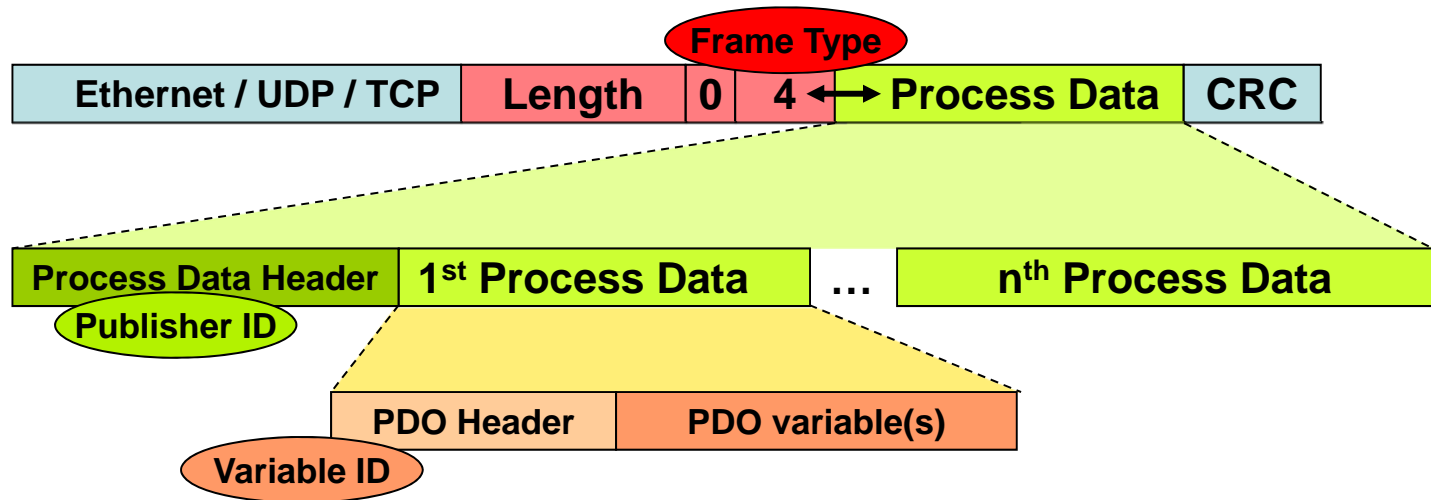 Frame Type
Ethernet / UDP / TCP Length 0 4 Process Data CRC
Process Data Header 1st Process Data ... nth Process Data
Publisher ID
PDO Header PDO variable(s)
Variable ID